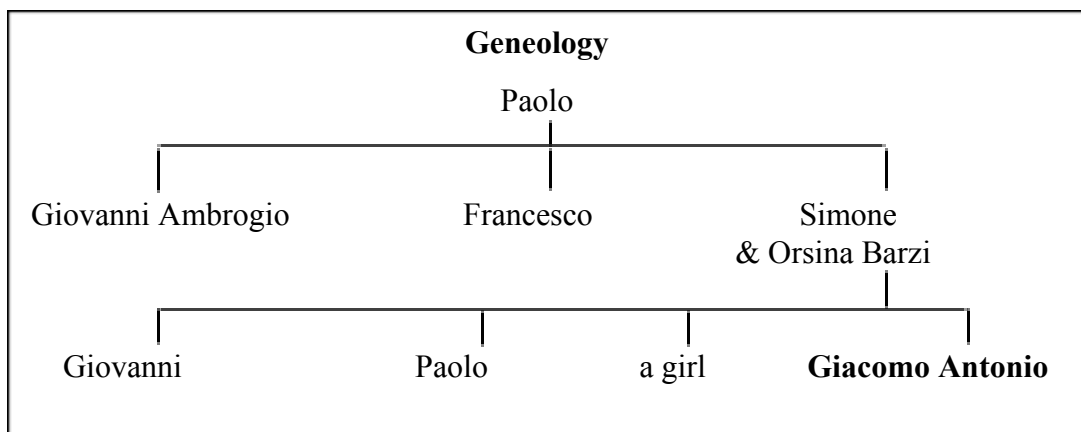 Geneology
Paolo
Giovanni Ambrogio Francesco Simone
& Orsina Barzi
Giovanni Paolo a girl Giacomo Antonio